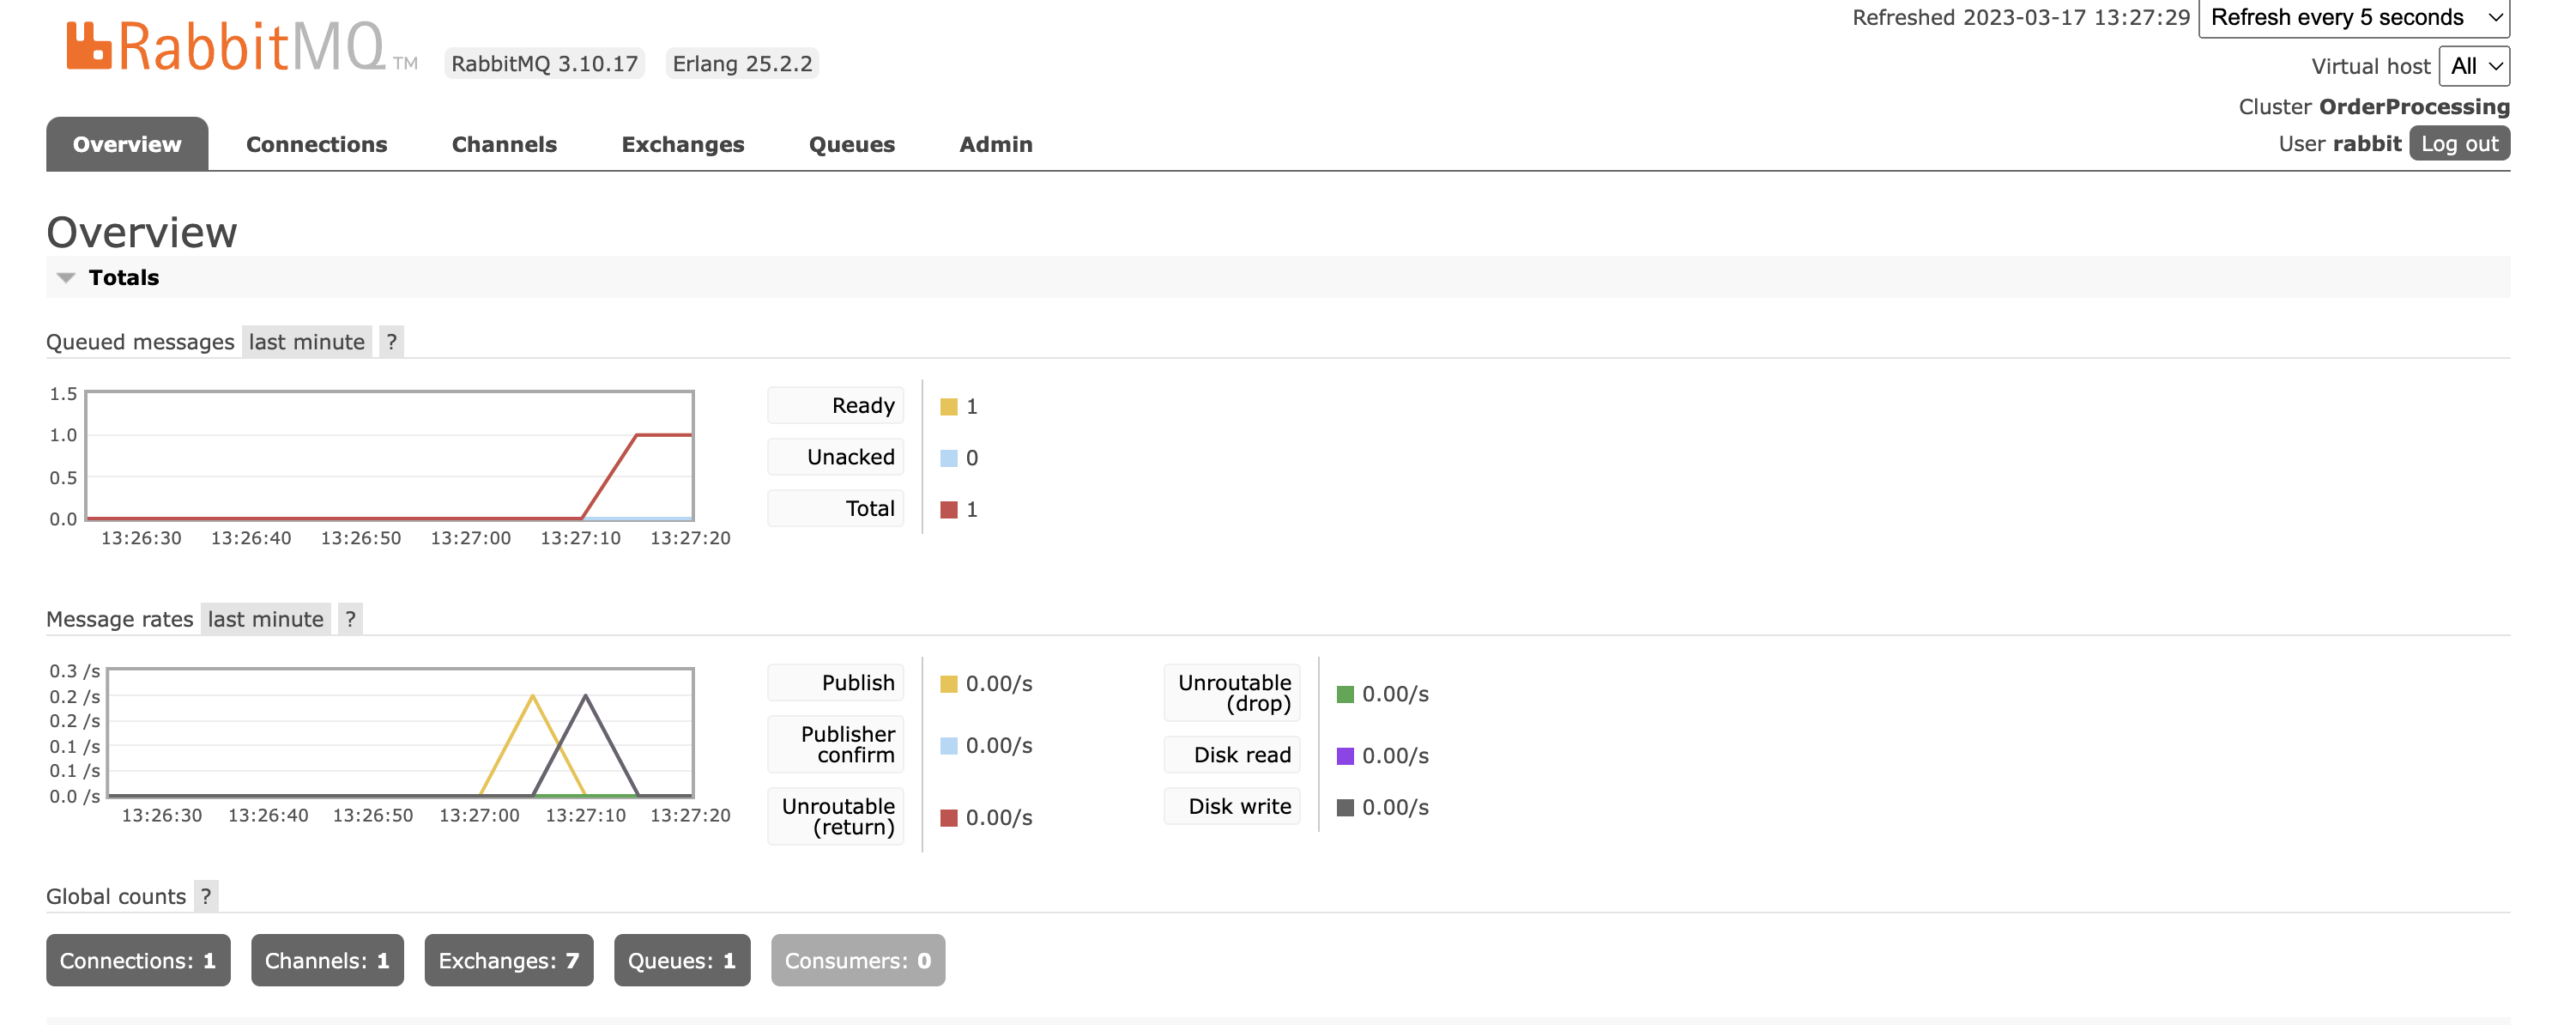 Refreshed 2023-03-17 13:27:29 Refresh every 5 seconds
RabbitMQ TM RabbitMQ 3.10.17 Erlang 25.2.2
Virtual host All
Cluster OrderProcessing
Overview Connections Channels Exchanges Queues Admin
User rabbit Log out
Overview
Totals
Queued messages last minute ?
1.5
1.0
0.5
0.0
13:26:30 13:26:40 13:26:50 13:27:00 13:27:10 13:27:20
Ready 1
Unacked 0
Total 1
Message rates last minute ?
0.3 /s
0.2 /s
0.2 /s
0.1 /s
0.1 /s
0.0 /s
13:26:30 13:26:40 13:26:50 13:27:00 13:27:10 13:27:20
Publish 0.00/s
Publisher
confirm 0.00/s
Unroutable
(return) 0.00/s
Unroutable
(drop) 0.00/s
Disk read 0.00/s
Disk write 0.00/s
Global counts ?
Connections: 1 Channels: 1 Exchanges: 7 Queues: 1 Consumers: 0